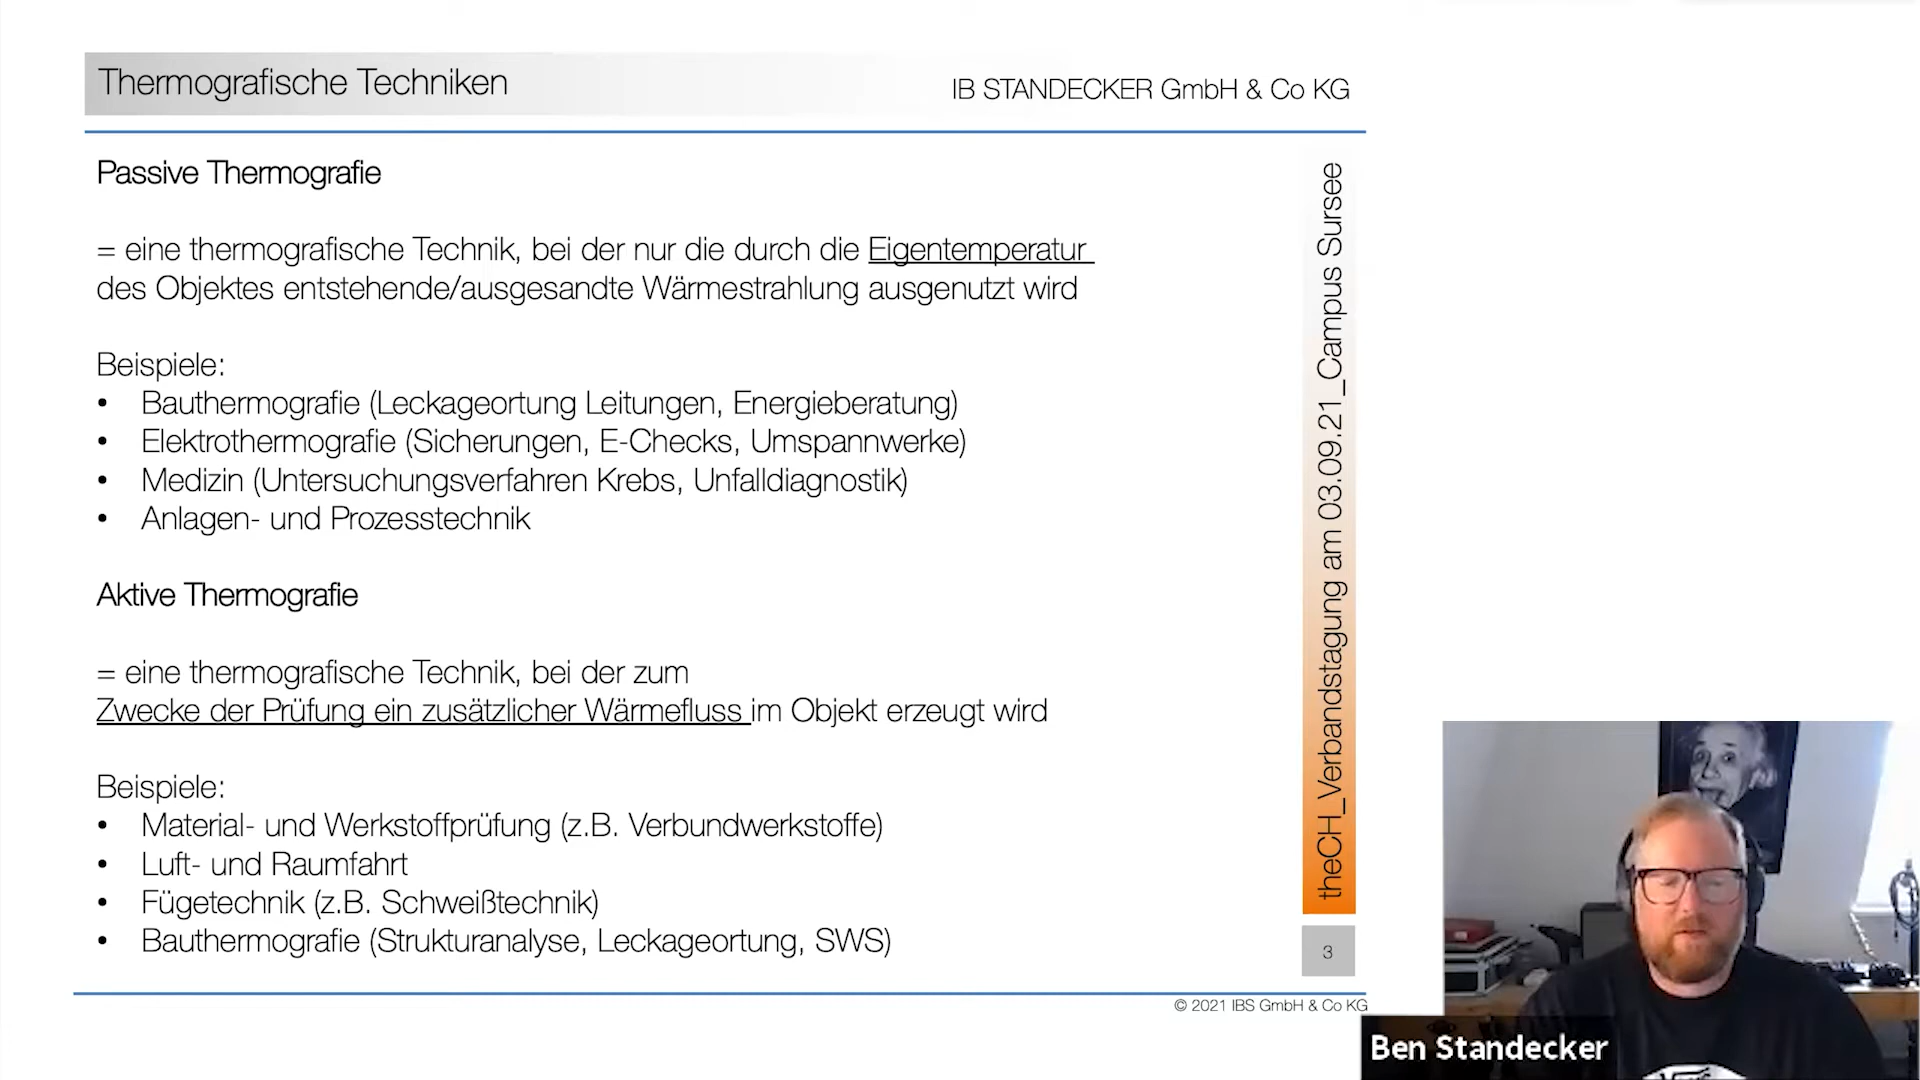 Thermografische Techniken
IB STANDECKER GmbH & Co KG
Passive Thermografie
= eine thermografische Technik, bei der nur die durch die Eigentemperatur
des Objektes entstehende/ausgesandte Wärmestrahlung ausgenutzt wird
Beispiele:
• Bauthermografie (Leckageortung Leitungen, Energieberatung)
• Elektrothermografie (Sicherungen, E-Checks, Umspannwerke)
• Medizin (Untersuchungsverfahren Krebs, Unfalldiagnostik)
• Anlagen- und Prozesstechnik
Aktive Thermografie
= eine thermografische Technik, bei der zum
Zwecke der Prüfung ein zusätzlicher Wärmefluss im Objekt erzeugt wird
Beispiele:
• Material- und Werkstoffprüfung (z.B. Verbundwerkstoffe)
• Luft- und Raumfahrt
• Fügetechnik (z.B. Schweißtechnik)
• Bauthermografie (Strukturanalyse, Leckageortung, SWS)
theCH_Verbandstagung am 03.09.21_Campus Sursee
3
© 2021 IBS GmbH & Co KG
Ben Standecker